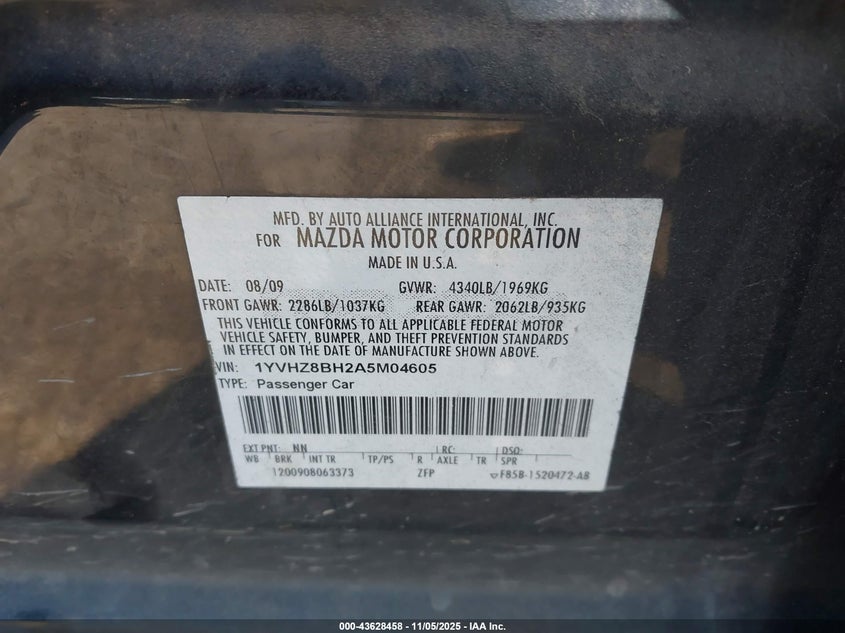 MFD. BY AUTO ALLIANCE INTERNATIONAL, INC.
FOR MAZDA MOTOR CORPORATION
MADE IN U.S.A.
DATE: 08/09 GVWR: 4340LB/1969KG
FRONT GAWR: 2286LB/1037KG REAR GAWR: 2062LB/935KG
THIS VEHICLE CONFORMS TO ALL APPLICABLE FEDERAL MOTOR
VEHICLE SAFETY, BUMPER, AND THEFT PREVENTION STANDARDS
IN EFFECT ON THE DATE OF MANUFACTURE SHOWN ABOVE.
VIN: 1YVHZ8BH2A5M04605
TYPE: Passenger Car
EXT PNT: NN RC: DSO:
WB BRK INT TR TP/PS R AXLE TR SPR
1200908063373 ZFP F85B-1520472-AB
000-43628458 - 11/05/2025 - IAA Inc.